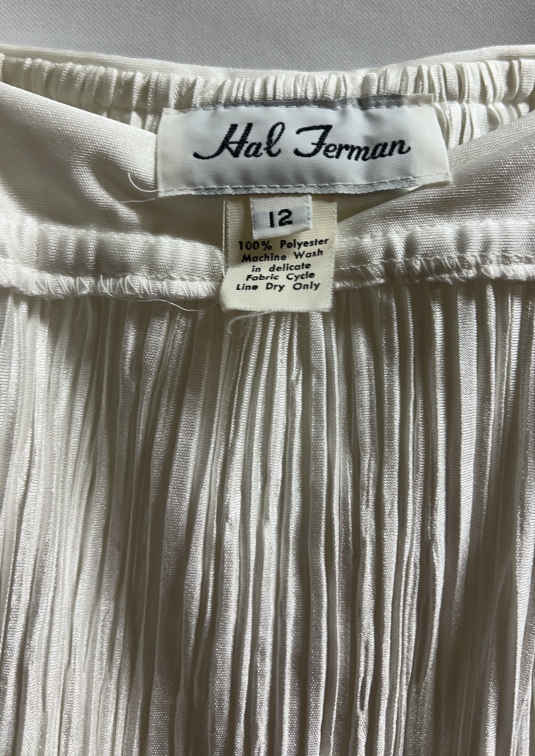 Hal Ferman
12
100% Polyester
Machine Wash
in delicate
Fabric Cycle
Line Dry Only